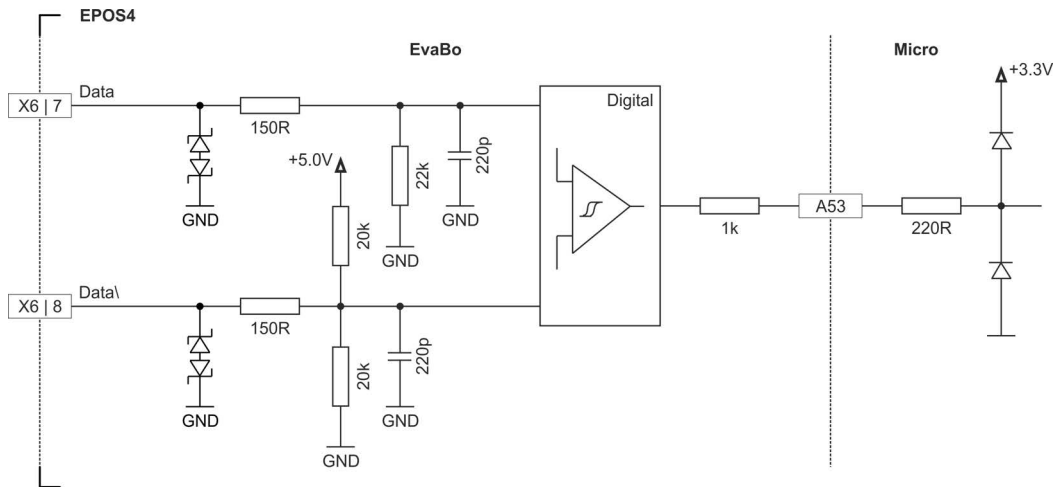 EPOS4
EvaBo
Micro
X6 | 7
Data
Digital
+3.3V
150R
22k
220p
+5.0V
GND
GND
20k
GND
A53
1k
220R
X6 | 8
Data\
150R
20k
220p
GND
GND
GND